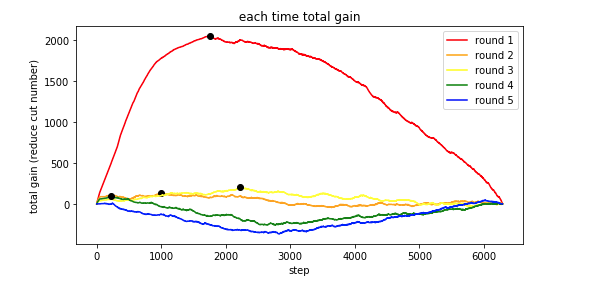 each time total gain
total gain (reduce cut number)
2000
1500
1000
500
0
round 1
round 2
round 3
round 4
round 5
0
1000
2000
3000
4000
5000
6000
step